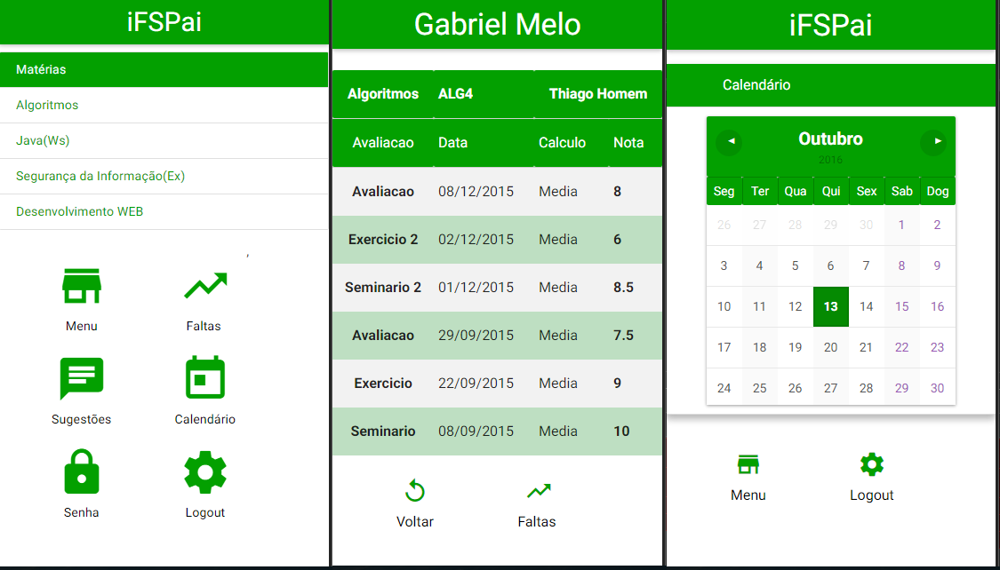 iFSPai
Matérias
Algoritmos
Java(Ws)
Segurança da Informação(Ex)
Desenvolvimento WEB
,
Menu Faltas
Sugestões Calendário
Senha Logout
Gabriel Melo
Algoritmos ALG4 Thiago Homem
Avaliacao Data Calculo Nota
Avaliacao 08/12/2015 Media 8
Exercicio 2 02/12/2015 Media 6
Seminario 2 01/12/2015 Media 8.5
Avaliacao 29/09/2015 Media 7.5
Exercicio 22/09/2015 Media 9
Seminario 08/09/2015 Media 10
Voltar Faltas
iFSPai
Calendário
Outubro
2016
Seg Ter Qua Qui Sex Sab Dog
26 27 28 29 30 1 2
3 4 5 6 7 8 9
10 11 12 13 14 15 16
17 18 19 20 21 22 23
24 25 26 27 28 29 30
Menu Logout